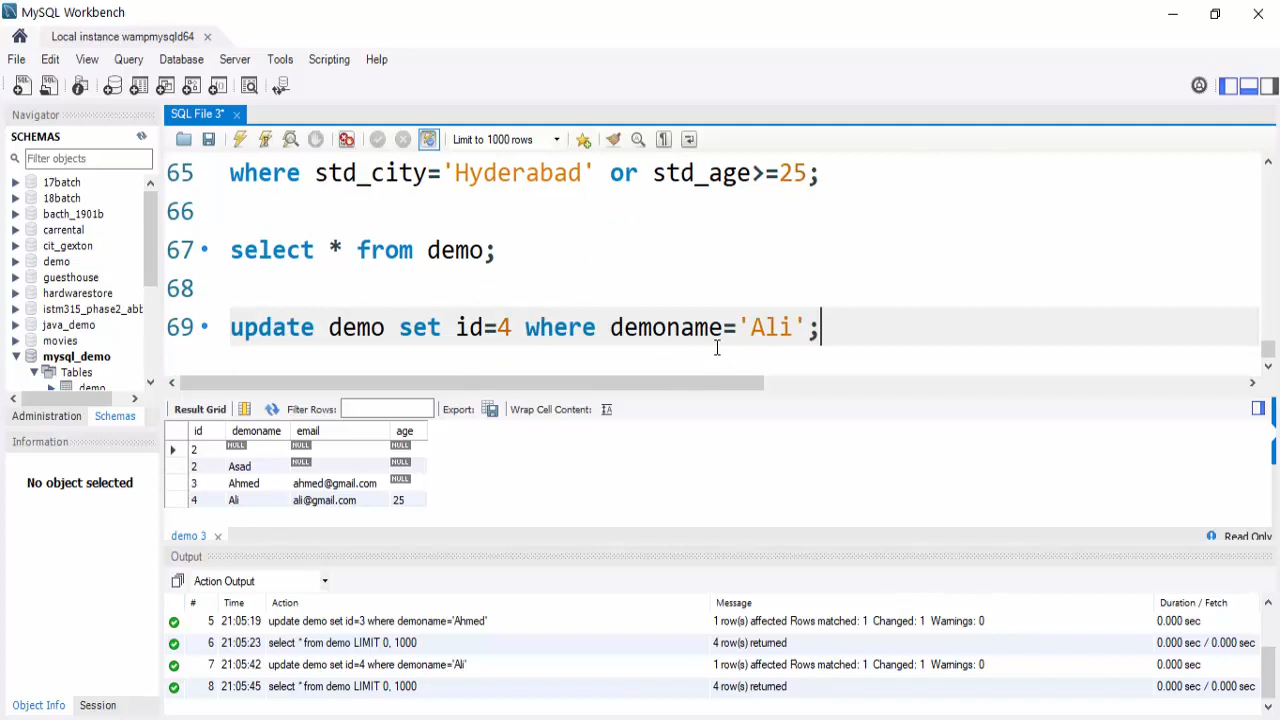 MySQL Workbench
Local instance wampmysqld64 ×
File Edit View Query Database Server Tools Scripting Help
Navigator
SCHEMAS
Filter objects
17batch
18batch
bacth_1901b
carrental
cit_gexton
demo
guesthouse
hardwarestore
istm315_phase2_abb
java_demo
movies
mysql_demo
Tables
demo
Administration Schemas
Information
No object selected
Object Info Session
SQL File 3* ×
Limit to 1000 rows
65 where std_city='Hyderabad' or std_age>=25;
66
67 select * from demo;
68
69 update demo set id=4 where demoname='Ali';
Result Grid Filter Rows: Export: Wrap Cell Content:
id demoname email age
2 NULL NULL NULL
2 Asad NULL NULL
3 Ahmed ahmed@gmail.com NULL
4 Ali ali@gmail.com 25
demo 3 × Read Only
Output
Action Output
# Time Action Message Duration / Fetch
5 21:05:19 update demo set id=3 where demoname='Ahmed' 1 row(s) affected Rows matched: 1 Changed: 1 Warnings: 0 0.000 sec
6 21:05:23 select * from demo LIMIT 0, 1000 4 row(s) returned 0.000 sec / 0.000 sec
7 21:05:42 update demo set id=4 where demoname='Ali' 1 row(s) affected Rows matched: 1 Changed: 1 Warnings: 0 0.000 sec
8 21:05:45 select * from demo LIMIT 0, 1000 4 row(s) returned 0.000 sec / 0.000 sec